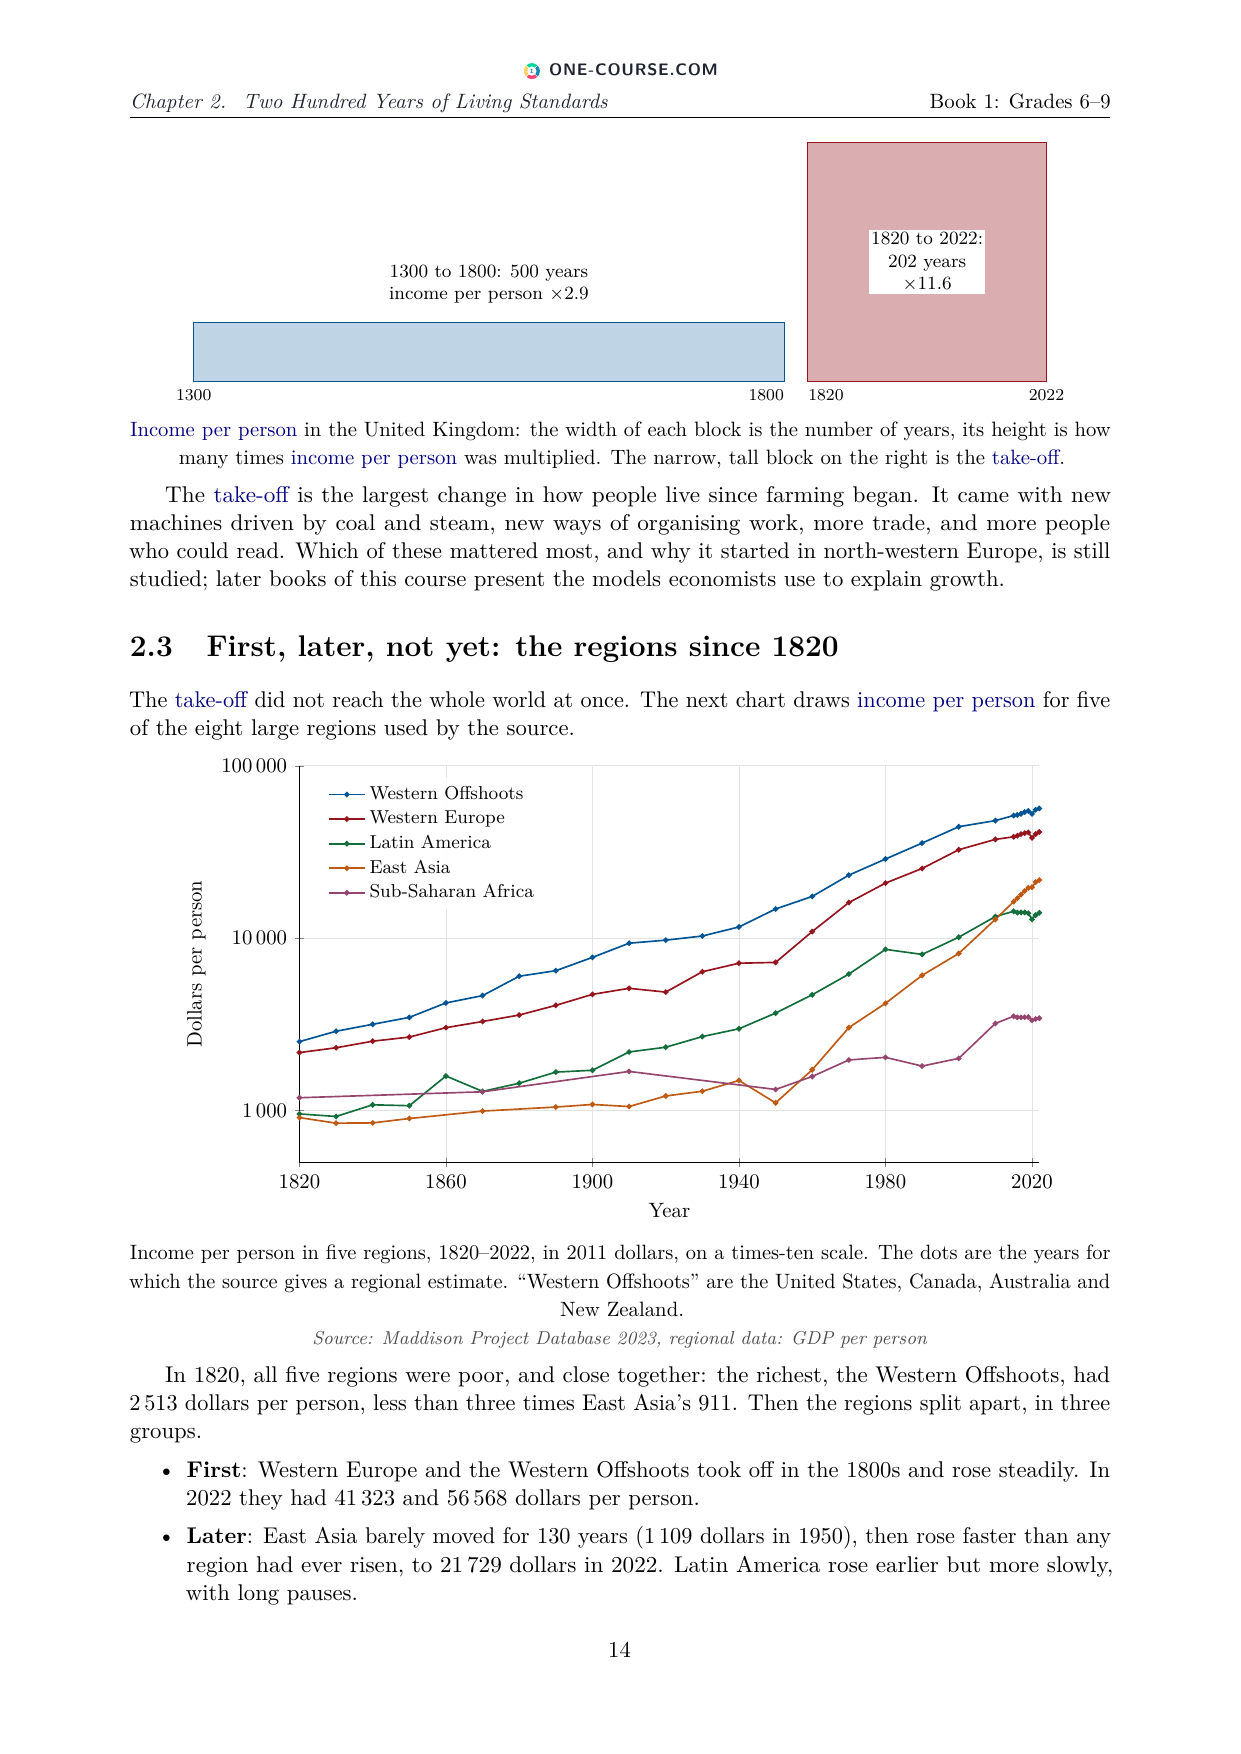 ONE-COURSE.COM
Chapter 2. Two Hundred Years of Living Standards Book 1: Grades 6–9
1820 to 2022:
202 years
×11.6
1300 to 1800: 500 years
income per person ×2.9
1300 1800 1820 2022
Income per person in the United Kingdom: the width of each block is the number of years, its height is how
many times income per person was multiplied. The narrow, tall block on the right is the take-off.
The take-off is the largest change in how people live since farming began. It came with new
machines driven by coal and steam, new ways of organising work, more trade, and more people
who could read. Which of these mattered most, and why it started in north-western Europe, is still
studied; later books of this course present the models economists use to explain growth.
2.3 First, later, not yet: the regions since 1820
The take-off did not reach the whole world at once. The next chart draws income per person for five
of the eight large regions used by the source.
100 000
Western Offshoots
Western Europe
Latin America
East Asia
Sub-Saharan Africa
10 000
Dollars per person
1 000
1820 1860 1900 1940 1980 2020
Year
Income per person in five regions, 1820–2022, in 2011 dollars, on a times-ten scale. The dots are the years for
which the source gives a regional estimate. “Western Offshoots” are the United States, Canada, Australia and
New Zealand.
Source: Maddison Project Database 2023, regional data: GDP per person
In 1820, all five regions were poor, and close together: the richest, the Western Offshoots, had
2 513 dollars per person, less than three times East Asia’s 911. Then the regions split apart, in three
groups.
• First: Western Europe and the Western Offshoots took off in the 1800s and rose steadily. In
2022 they had 41 323 and 56 568 dollars per person.
• Later: East Asia barely moved for 130 years (1 109 dollars in 1950), then rose faster than any
region had ever risen, to 21 729 dollars in 2022. Latin America rose earlier but more slowly,
with long pauses.
14